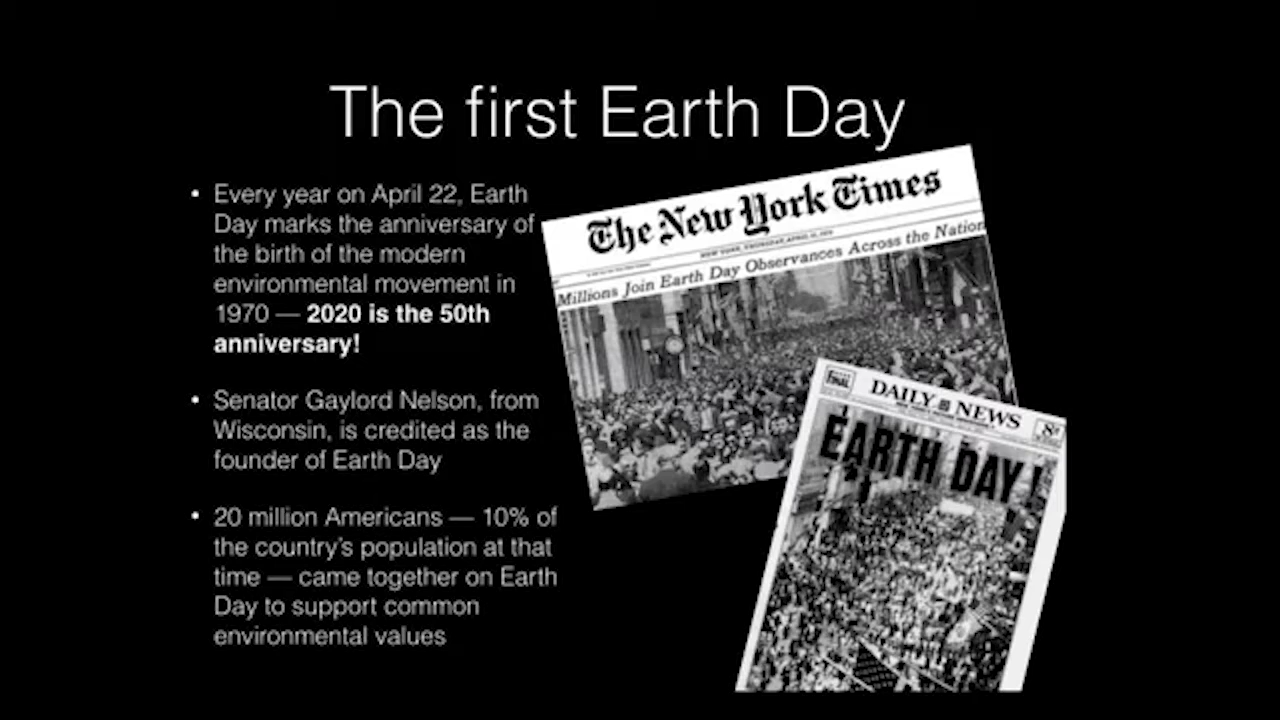 The first Earth Day
• Every year on April 22, Earth
Day marks the anniversary of
the birth of the modern
environmental movement in
1970 — 2020 is the 50th
anniversary!
• Senator Gaylord Nelson, from
Wisconsin, is credited as the
founder of Earth Day
• 20 million Americans — 10% of
the country's population at that
time — came together on Earth
Day to support common
environmental values
The New York Times
Millions Join Earth Day Observances Across the Nation
FINAL
DAILY NEWS
8¢
EARTH DAY!